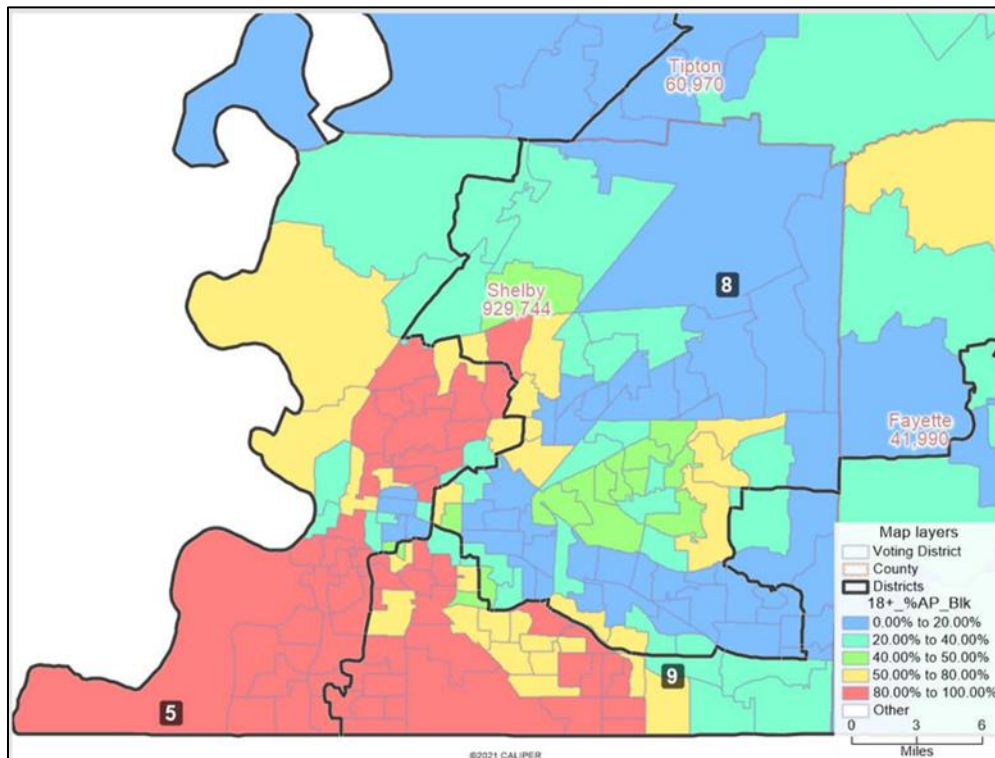 Tipton
60,970
8
Shelby
929,744
Fayette
41,990
9
5
Map layers
Voting District
County
Districts
18+_%AP_Blk
0.00% to 20.00%
20.00% to 40.00%
40.00% to 50.00%
50.00% to 80.00%
80.00% to 100.00%
Other
0 3 6
Miles
©2021 CALIPER